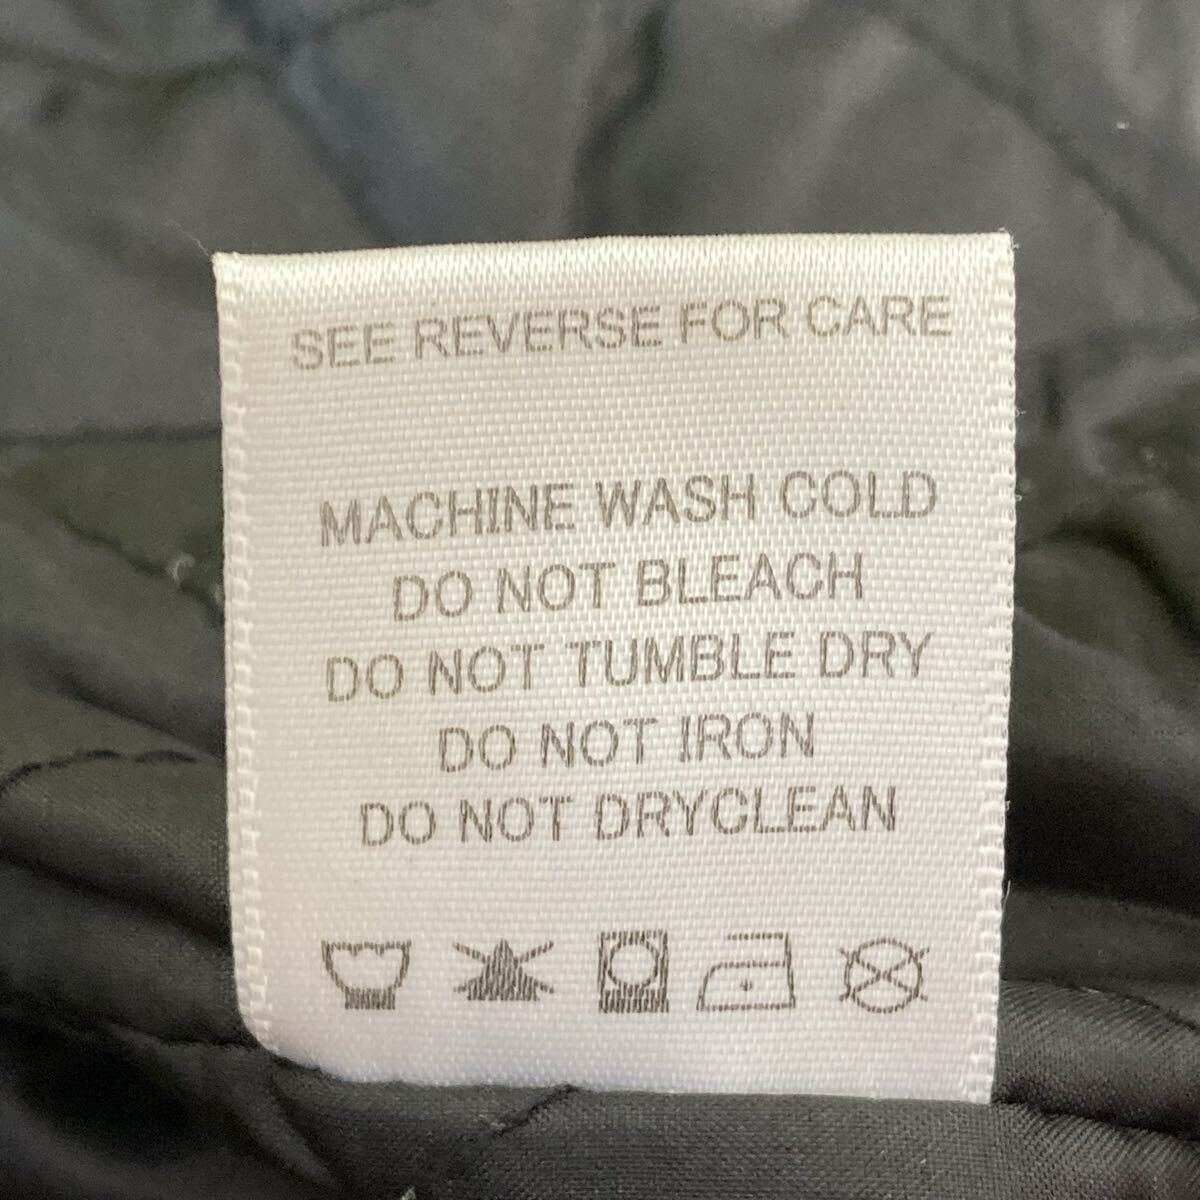 SEE REVERSE FOR CARE
MACHINE WASH COLD
DO NOT BLEACH
DO NOT TUMBLE DRY
DO NOT IRON
DO NOT DRYCLEAN